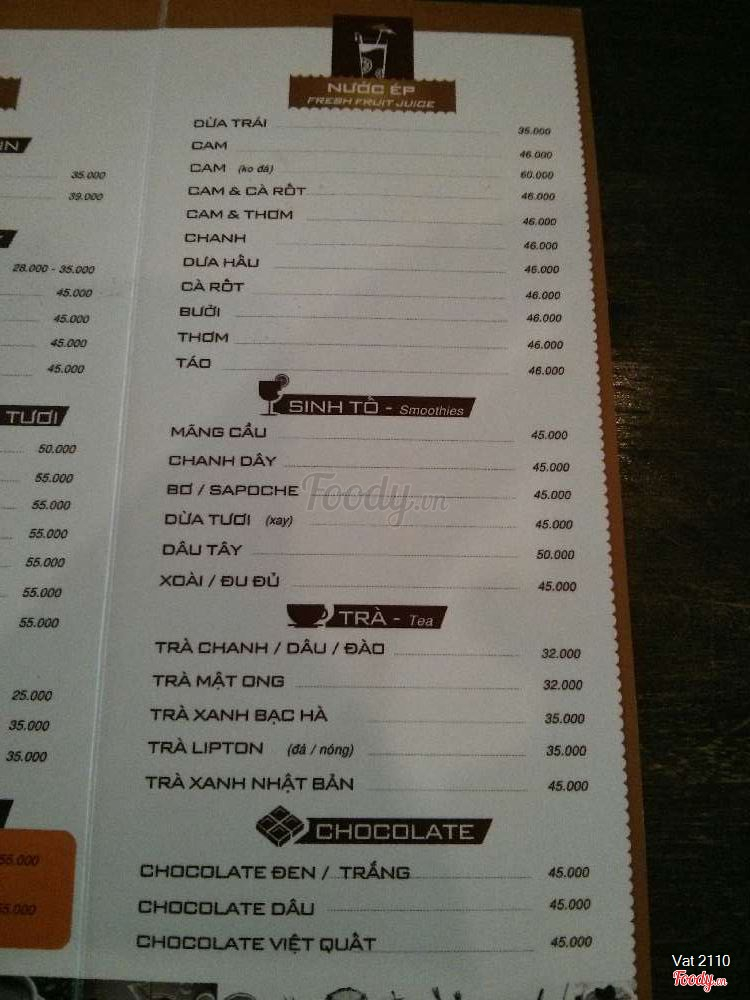 NƯỚC ÉP
FRESH FRUIT JUICE
DỪA TRÁI 35.000
CAM 46.000
CAM (ko đá) 60.000
CAM & CÀ RỐT 46.000
CAM & THƠM 46.000
CHANH 46.000
DƯA HẤU 46.000
CÀ RỐT 46.000
BƯỞI 46.000
THƠM 46.000
TÁO 46.000
SINH TỐ - Smoothies
MÃNG CẦU 45.000
CHANH DÂY 45.000
BƠ / SAPOCHE 45.000
DỪA TƯƠI (xay) 45.000
DÂU TÂY 50.000
XOÀI / ĐU ĐỦ 45.000
TRÀ - Tea
TRÀ CHANH / DÂU / ĐÀO 32.000
TRÀ MẬT ONG 32.000
TRÀ XANH BẠC HÀ 35.000
TRÀ LIPTON (đá / nóng) 35.000
TRÀ XANH NHẬT BẢN 45.000
CHOCOLATE
CHOCOLATE ĐEN / TRẮNG 45.000
CHOCOLATE DÂU 45.000
CHOCOLATE VIỆT QUẤT 45.000
35.000
39.000
28.000 - 35.000
45.000
45.000
45.000
45.000
TƯƠI
50.000
55.000
55.000
55.000
55.000
55.000
55.000
25.000
35.000
35.000
55.000
Foody.vn
Vat 2110
Foody.vn